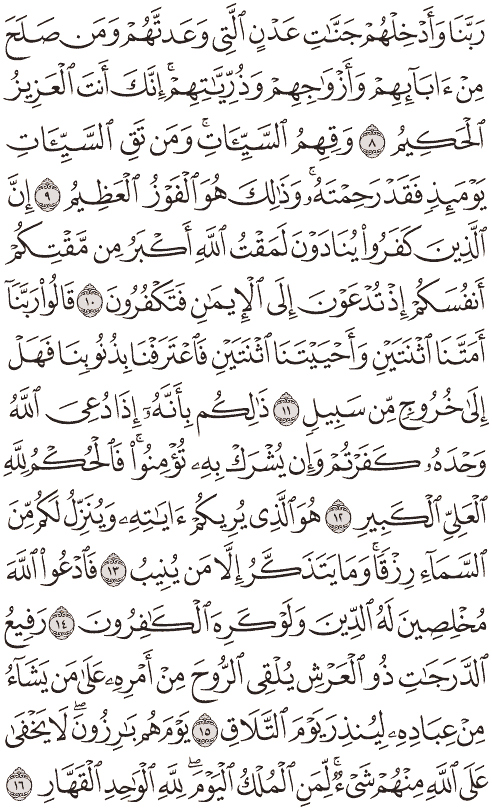 رَبَّنَا وَأَدْخِلْهُمْ جَنَّٰتِ عَدْنٍ ٱلَّتِي وَعَدتَّهُمْ وَمَن صَلَحَ
مِنْ ءَابَآئِهِمْ وَأَزْوَٰجِهِمْ وَذُرِّيَّٰتِهِمْۚ إِنَّكَ أَنتَ ٱلْعَزِيزُ
ٱلْحَكِيمُ ٨ وَقِهِمُ ٱلسَّيِّـَٔاتِۚ وَمَن تَقِ ٱلسَّيِّـَٔاتِ
يَوْمَئِذٍ فَقَدْ رَحِمْتَهُۥۚ وَذَٰلِكَ هُوَ ٱلْفَوْزُ ٱلْعَظِيمُ ٩ إِنَّ
ٱلَّذِينَ كَفَرُوا۟ يُنَادَوْنَ لَمَقْتُ ٱللَّهِ أَكْبَرُ مِن مَّقْتِكُمْ
أَنفُسَكُمْ إِذْ تُدْعَوْنَ إِلَى ٱلْإِيمَٰنِ فَتَكْفُرُونَ ١٠ قَالُوا۟ رَبَّنَآ
أَمَتَّنَا ٱثْنَتَيْنِ وَأَحْيَيْتَنَا ٱثْنَتَيْنِ فَٱعْتَرَفْنَا بِذُنُوبِنَا فَهَلْ
إِلَىٰ خُرُوجٍ مِّن سَبِيلٍ ١١ ذَٰلِكُم بِأَنَّهُۥٓ إِذَا دُعِيَ ٱللَّهُ
وَحْدَهُۥ كَفَرْتُمْ وَإِن يُشْرَكْ بِهِۦ تُؤْمِنُوا۟ۚ فَٱلْحُكْمُ لِلَّهِ
ٱلْعَلِيِّ ٱلْكَبِيرِ ١٢ هُوَ ٱلَّذِي يُرِيكُمْ ءَايَٰتِهِۦ وَيُنَزِّلُ لَكُم مِّنَ
ٱلسَّمَآءِ رِزْقًاۚ وَمَا يَتَذَكَّرُ إِلَّا مَن يُنِيبُ ١٣ فَٱدْعُوا۟ ٱللَّهَ
مُخْلِصِينَ لَهُ ٱلدِّينَ وَلَوْ كَرِهَ ٱلْكَٰفِرُونَ ١٤ رَفِيعُ
ٱلدَّرَجَٰتِ ذُو ٱلْعَرْشِ يُلْقِي ٱلرُّوحَ مِنْ أَمْرِهِۦ عَلَىٰ مَن يَشَآءُ
مِنْ عِبَادِهِۦ لِيُنذِرَ يَوْمَ ٱلتَّلَاقِ ١٥ يَوْمَ هُم بَٰرِزُونَۖ لَا يَخْفَىٰ
عَلَى ٱللَّهِ مِنْهُمْ شَيْءٌۚ لِّمَنِ ٱلْمُلْكُ ٱلْيَوْمَۖ لِلَّهِ ٱلْوَٰحِدِ ٱلْقَهَّارِ ١٦